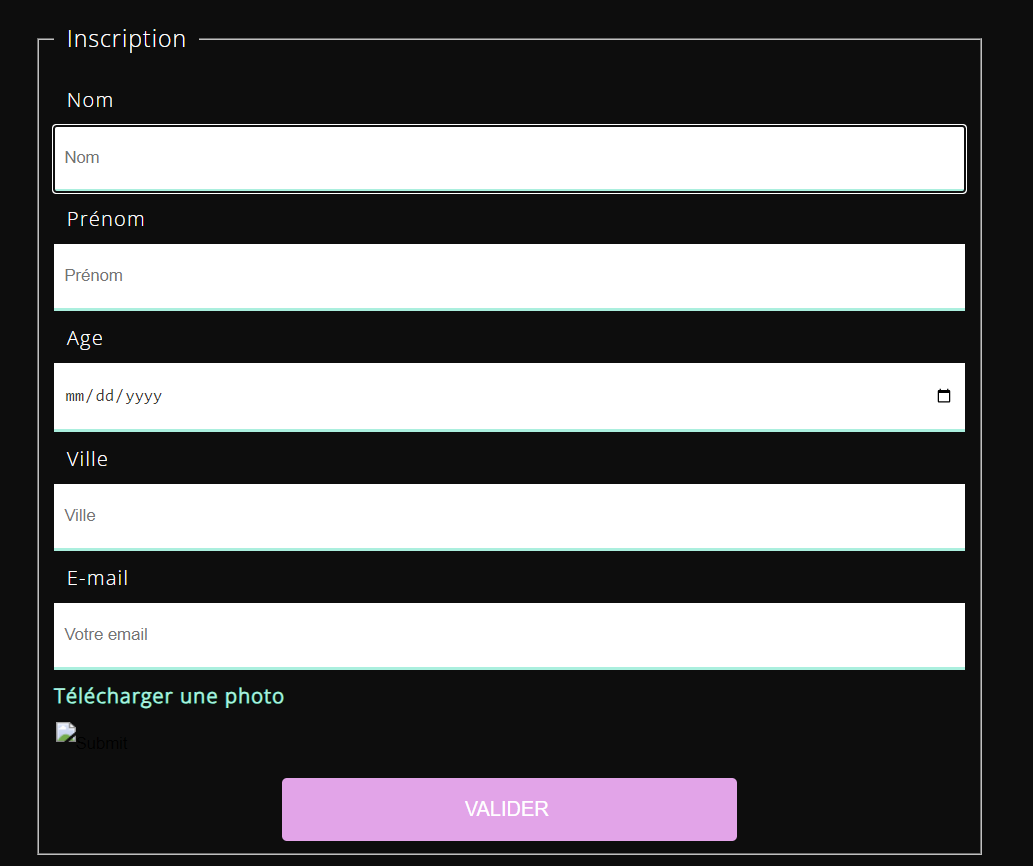 Inscription
Nom
Nom
Prénom
Prénom
Age
mm/dd/yyyy
Ville
Ville
E-mail
Votre email
Télécharger une photo
Submit
VALIDER